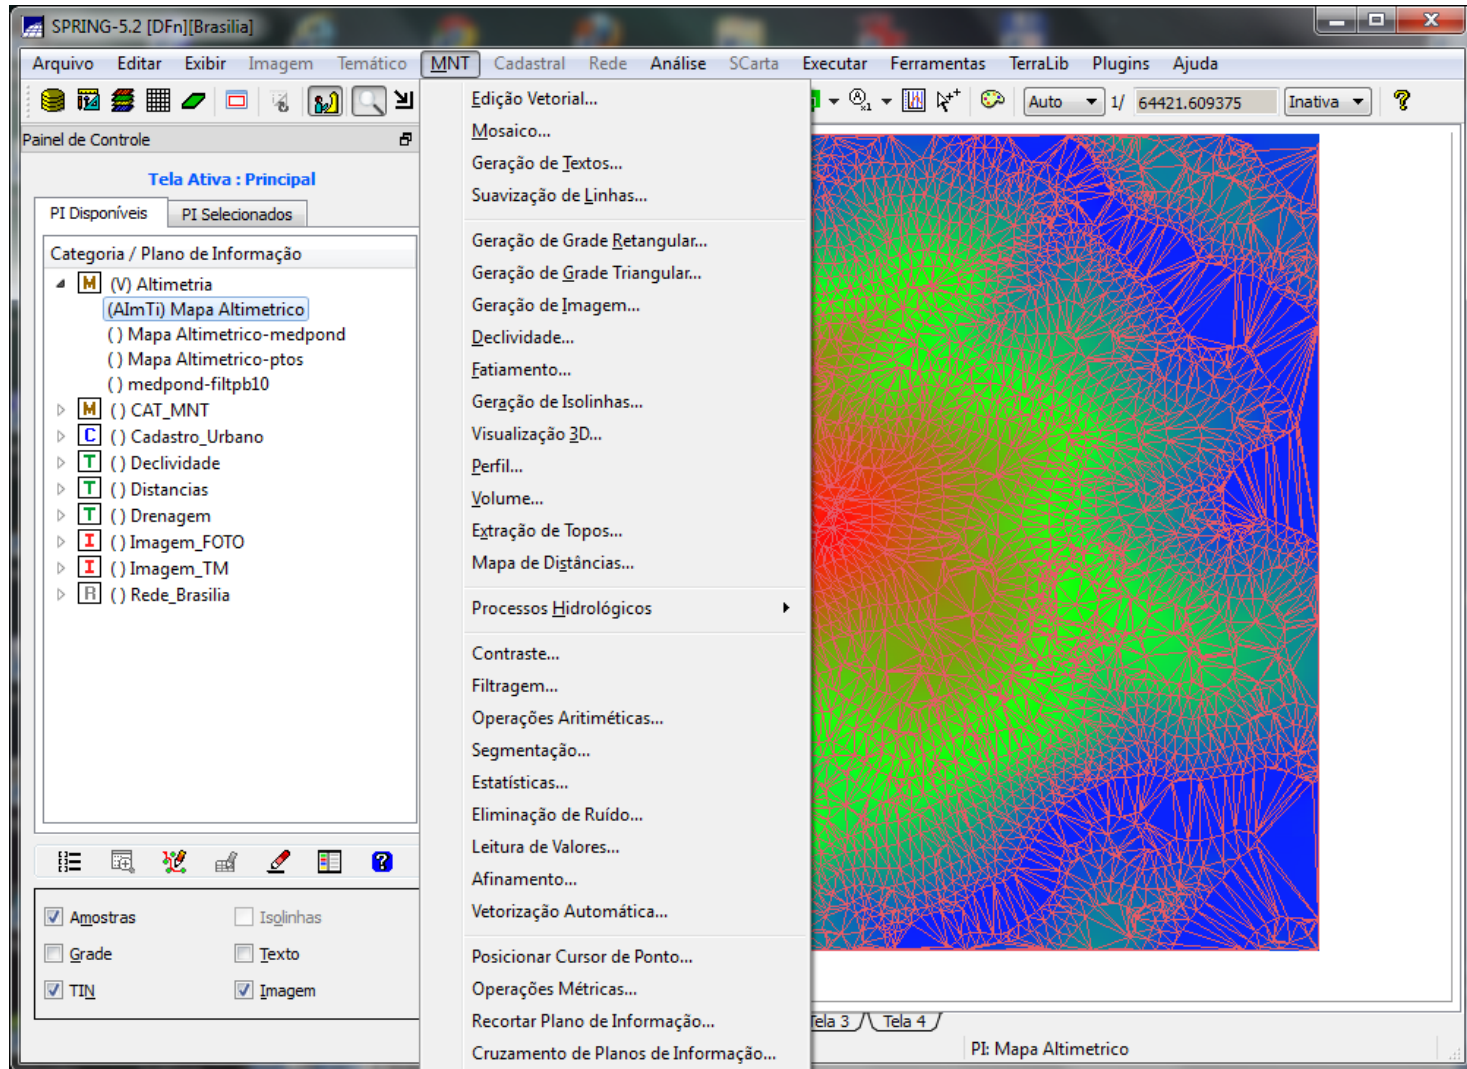 SPRING-5.2 [DFn][Brasilia]
Arquivo Editar Exibir Imagem Temático MNT Cadastral Rede Análise SCarta Executar Ferramentas TerraLib Plugins Ajuda
Auto 1/ 64421.609375 Inativa
Painel de Controle
Tela Ativa : Principal
PI Disponíveis PI Selecionados
Categoria / Plano de Informação
M (V) Altimetria
(AImTi) Mapa Altimetrico
( ) Mapa Altimetrico-medpond
( ) Mapa Altimetrico-ptos
( ) medpond-filtpb10
M ( ) CAT_MNT
C ( ) Cadastro_Urbano
T ( ) Declividade
T ( ) Distancias
T ( ) Drenagem
I ( ) Imagem_FOTO
I ( ) Imagem_TM
R ( ) Rede_Brasilia
Amostras Isolinhas
Grade Texto
TIN Imagem
Edição Vetorial...
Mosaico...
Geração de Textos...
Suavização de Linhas...
Geração de Grade Retangular...
Geração de Grade Triangular...
Geração de Imagem...
Declividade...
Fatiamento...
Geração de Isolinhas...
Visualização 3D...
Perfil...
Volume...
Extração de Topos...
Mapa de Distâncias...
Processos Hidrológicos
Contraste...
Filtragem...
Operações Aritiméticas...
Segmentação...
Estatísticas...
Eliminação de Ruído...
Leitura de Valores...
Afinamento...
Vetorização Automática...
Posicionar Cursor de Ponto...
Operações Métricas...
Recortar Plano de Informação...
Cruzamento de Planos de Informação...
Tela 3 Tela 4
PI: Mapa Altimetrico